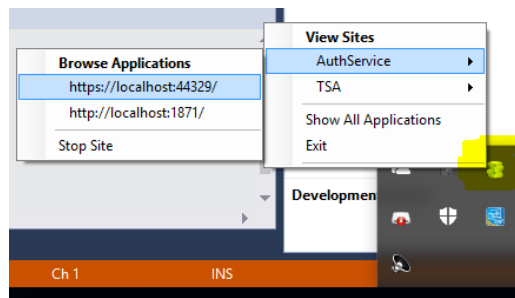 View Sites
AuthService
TSA
Show All Applications
Exit
Browse Applications
https://localhost:44329/
http://localhost:1871/
Stop Site
Developmen
Ch 1
INS